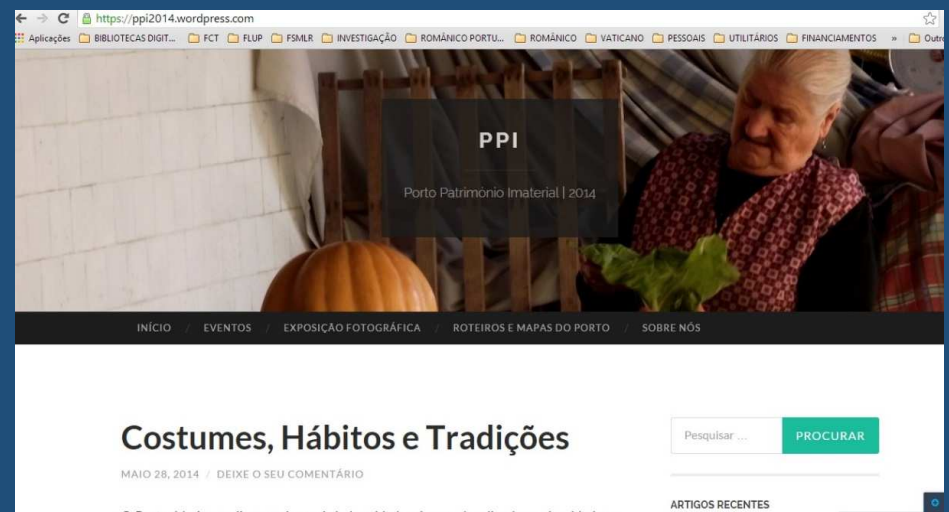 https://ppi2014.wordpress.com
Aplicações BIBLIOTECAS DIGIT... FCT FLUP FSMLR INVESTIGAÇÃO ROMÂNICO PORTU... ROMÂNICO VATICANO PESSOAIS UTILITÁRIOS FINANCIAMENTOS »
PPI
Porto Património Imaterial | 2014
INÍCIO / EVENTOS / EXPOSIÇÃO FOTOGRÁFICA / ROTEIROS E MAPAS DO PORTO / SOBRE NÓS
Costumes, Hábitos e Tradições
MAIO 28, 2014 / DEIXE O SEU COMENTÁRIO
Pesquisar ...
PROCURAR
ARTIGOS RECENTES